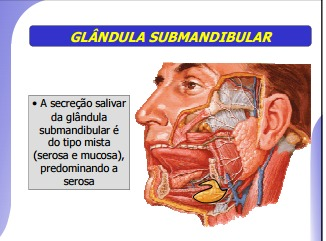 GLÂNDULA SUBMANDIBULAR
• A secreção salivar
da glândula
submandibular é
do tipo mista
(serosa e mucosa),
predominando a
serosa